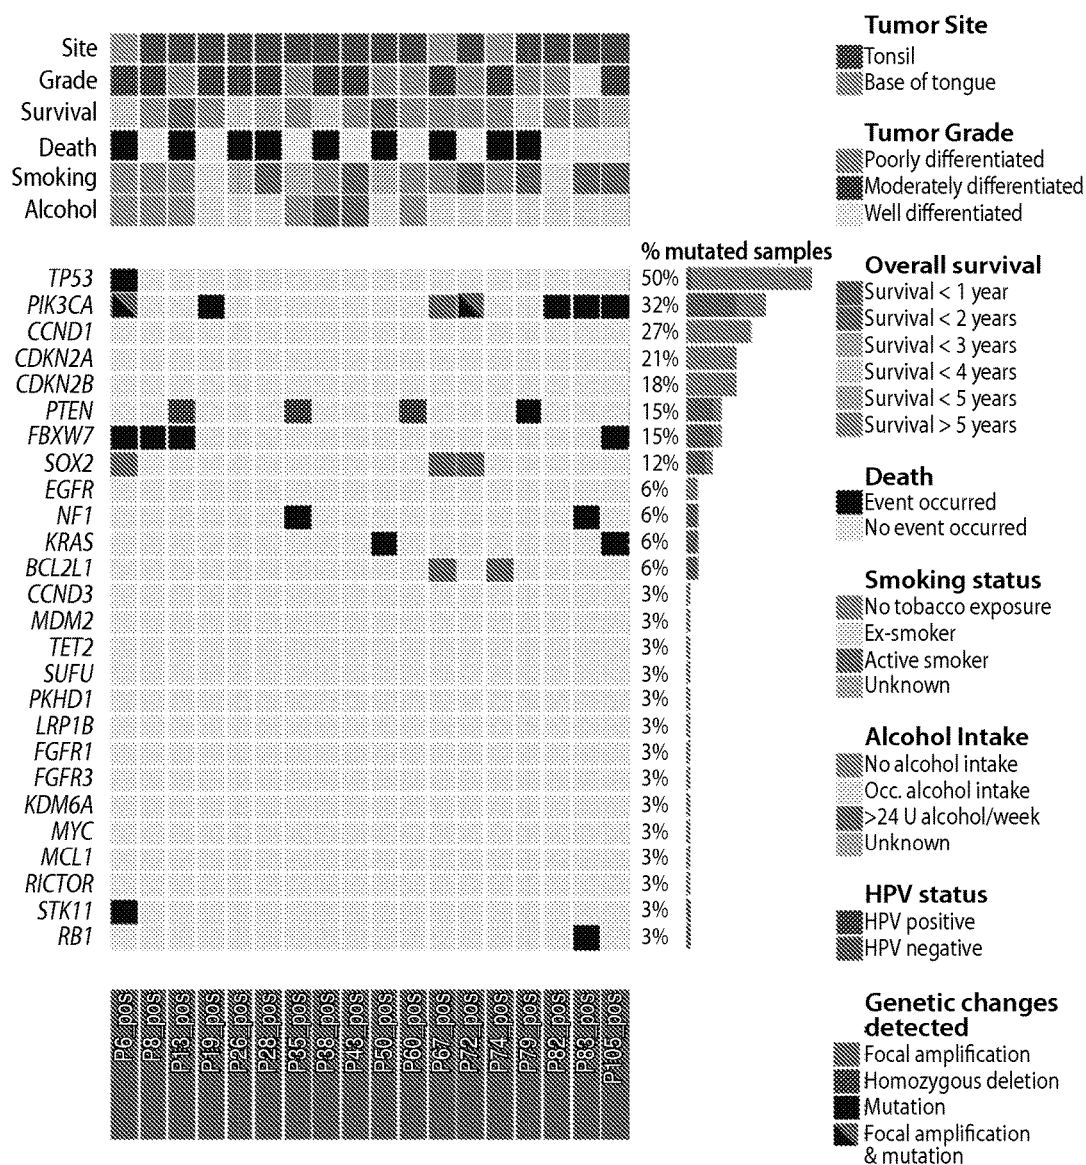 Site
Grade
Survival
Death
Smoking
Alcohol
% mutated samples
TP53 50%
PIK3CA 32%
CCND1 27%
CDKN2A 21%
CDKN2B 18%
PTEN 15%
FBXW7 15%
SOX2 12%
EGFR 6%
NF1 6%
KRAS 6%
BCL2L1 6%
CCND3 3%
MDM2 3%
TET2 3%
SUFU 3%
PKHD1 3%
LRP1B 3%
FGFR1 3%
FGFR3 3%
KDM6A 3%
MYC 3%
MCL1 3%
RICTOR 3%
STK11 3%
RB1 3%
P6_pos
P8_pos
P13_pos
P19_pos
P26_pos
P28_pos
P35_pos
P38_pos
P43_pos
P50_pos
P60_pos
P67_pos
P72_pos
P74_pos
P79_pos
P82_pos
P83_pos
P105_pos
Tumor Site
Tonsil
Base of tongue
Tumor Grade
Poorly differentiated
Moderately differentiated
Well differentiated
Overall survival
Survival < 1 year
Survival < 2 years
Survival < 3 years
Survival < 4 years
Survival < 5 years
Survival > 5 years
Death
Event occurred
No event occurred
Smoking status
No tobacco exposure
Ex-smoker
Active smoker
Unknown
Alcohol Intake
No alcohol intake
Occ. alcohol intake
>24 U alcohol/week
Unknown
HPV status
HPV positive
HPV negative
Genetic changes
detected
Focal amplification
Homozygous deletion
Mutation
Focal amplification
& mutation